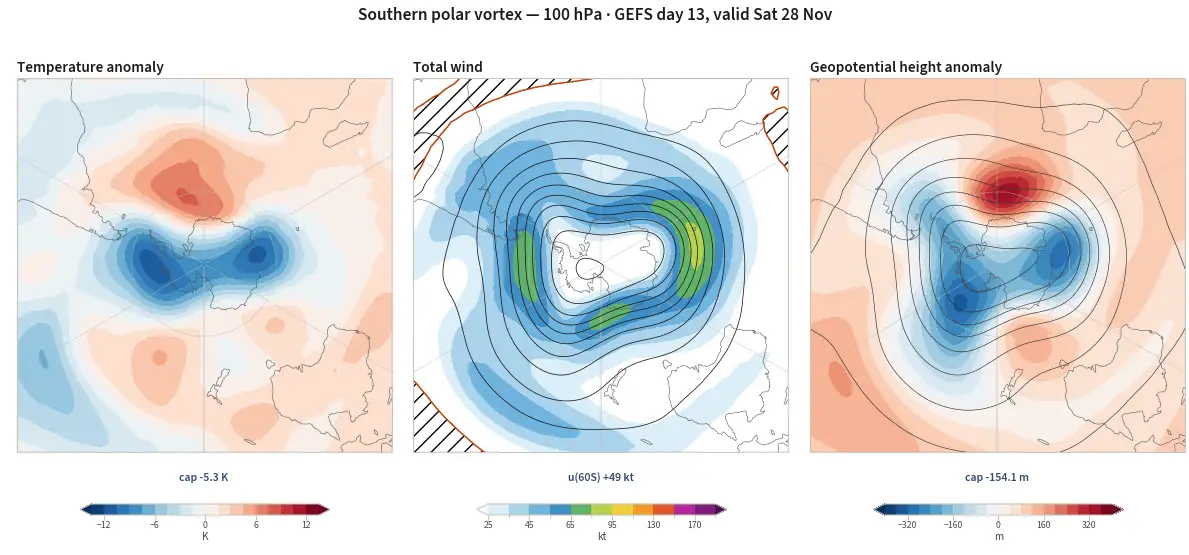 Southern polar vortex — 100 hPa · GEFS day 13, valid Sat 28 Nov
Temperature anomaly
Total wind
Geopotential height anomaly
cap -5.3 K
u(60S) +49 kt
cap -154.1 m
−12 −6 0 6 12
K
25 45 65 95 130 170
kt
−320 −160 0 160 320
m